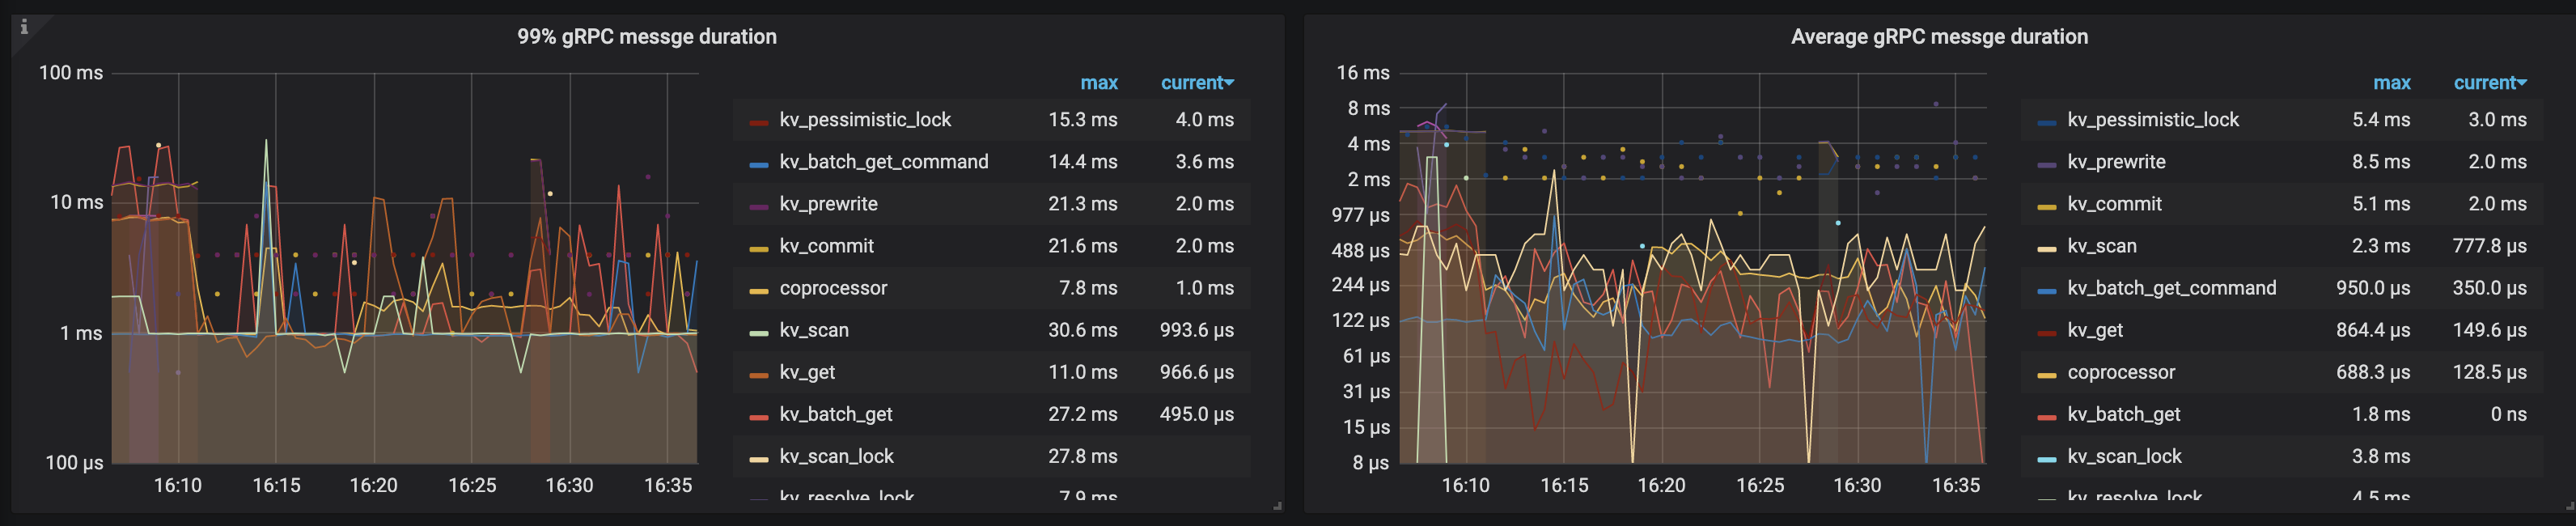 i
99% gRPC messge duration
100 ms
10 ms
1 ms
100 µs
16:10 16:15 16:20 16:25 16:30 16:35
max current
kv_pessimistic_lock 15.3 ms 4.0 ms
kv_batch_get_command 14.4 ms 3.6 ms
kv_prewrite 21.3 ms 2.0 ms
kv_commit 21.6 ms 2.0 ms
coprocessor 7.8 ms 1.0 ms
kv_scan 30.6 ms 993.6 µs
kv_get 11.0 ms 966.6 µs
kv_batch_get 27.2 ms 495.0 µs
kv_scan_lock 27.8 ms
kv_resolve_lock 7.9 ms
Average gRPC messge duration
16 ms
8 ms
4 ms
2 ms
977 µs
488 µs
244 µs
122 µs
61 µs
31 µs
15 µs
8 µs
16:10 16:15 16:20 16:25 16:30 16:35
max current
kv_pessimistic_lock 5.4 ms 3.0 ms
kv_prewrite 8.5 ms 2.0 ms
kv_commit 5.1 ms 2.0 ms
kv_scan 2.3 ms 777.8 µs
kv_batch_get_command 950.0 µs 350.0 µs
kv_get 864.4 µs 149.6 µs
coprocessor 688.3 µs 128.5 µs
kv_batch_get 1.8 ms 0 ns
kv_scan_lock 3.8 ms
kv_resolve_lock 4.5 ms